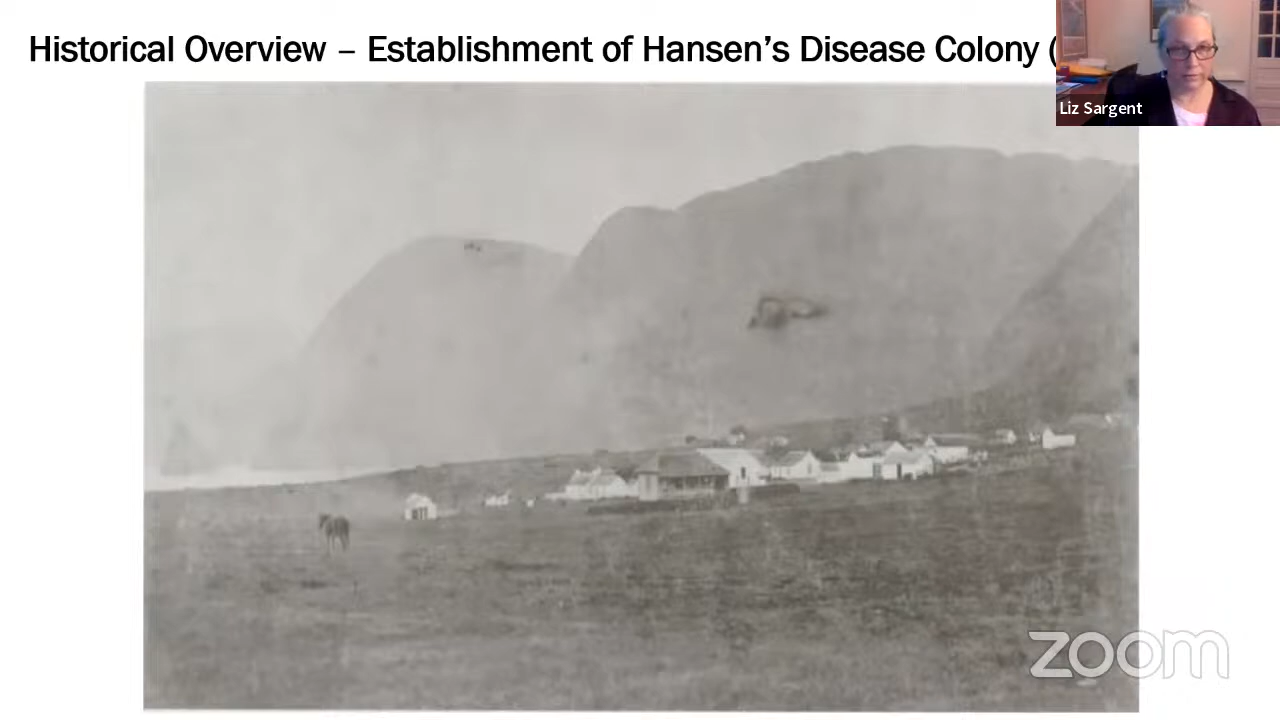 Historical Overview – Establishment of Hansen's Disease Colony (
Liz Sargent
zoom